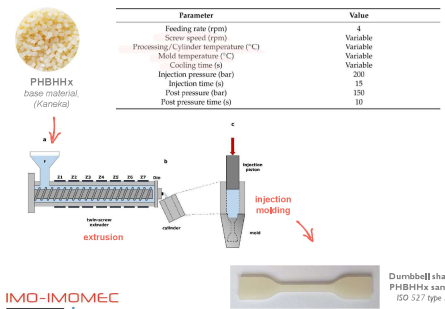 Parameter Value
Feeding rate (rpm) 4
Screw speed (rpm) Variable
Processing/Cylinder temperature (°C) Variable
Mold temperature (°C) Variable
Cooling time (s) Variable
Injection pressure (bar) 200
Injection time (s) 15
Post pressure (bar) 150
Post pressure time (s) 10
PHBHHx
base material,
(Kaneka)
a
f
Z1 Z2 Z3 Z4 Z5 Z6 Z7 Die
twin-screw
extruder
extrusion
b
cylinder
c
injection
piston
mold
injection
molding
Dumbbell sha
PHBHHx san
ISO 527 type
IMO-IMOMEC